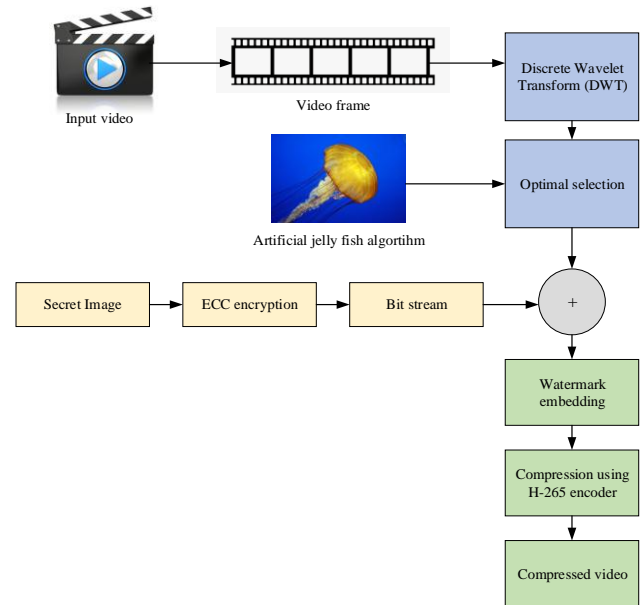 Input video
Video frame
Discrete Wavelet
Transform (DWT)
Artificial jelly fish algortihm
Optimal selection
Secret Image
ECC encryption
Bit stream
+
Watermark
embedding
Compression using
H-265 encoder
Compressed video